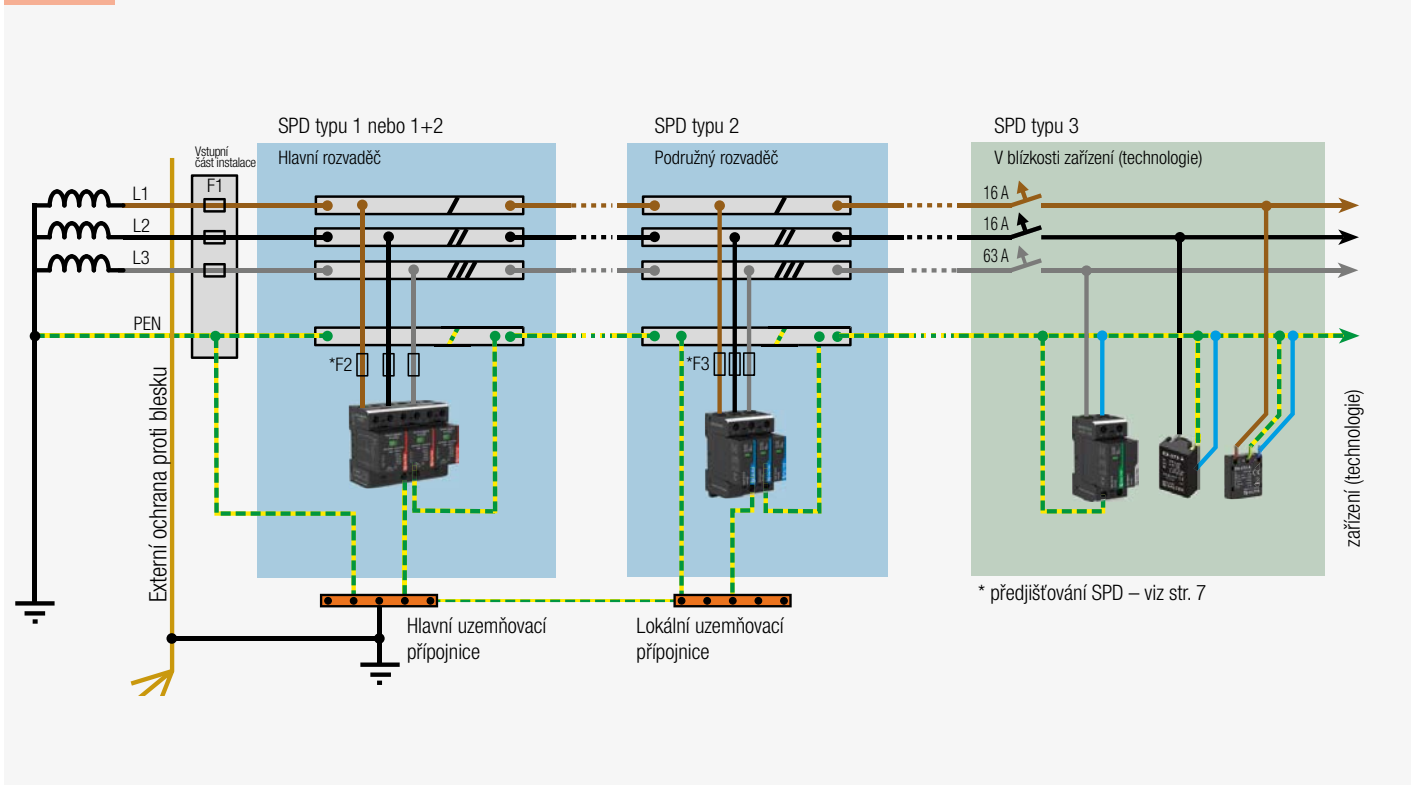 SPD typu 1 nebo 1+2
SPD typu 2
SPD typu 3
Vstupní
část instalace
Hlavní rozvaděč
Podružný rozvaděč
V blízkosti zařízení (technologie)
F1
L1
L2
L3
PEN
16 A
16 A
63 A
*F2
*F3
Externí ochrana proti blesku
zařízení (technologie)
* předjišťování SPD – viz str. 7
Hlavní uzemňovací
přípojnice
Lokální uzemňovací
přípojnice